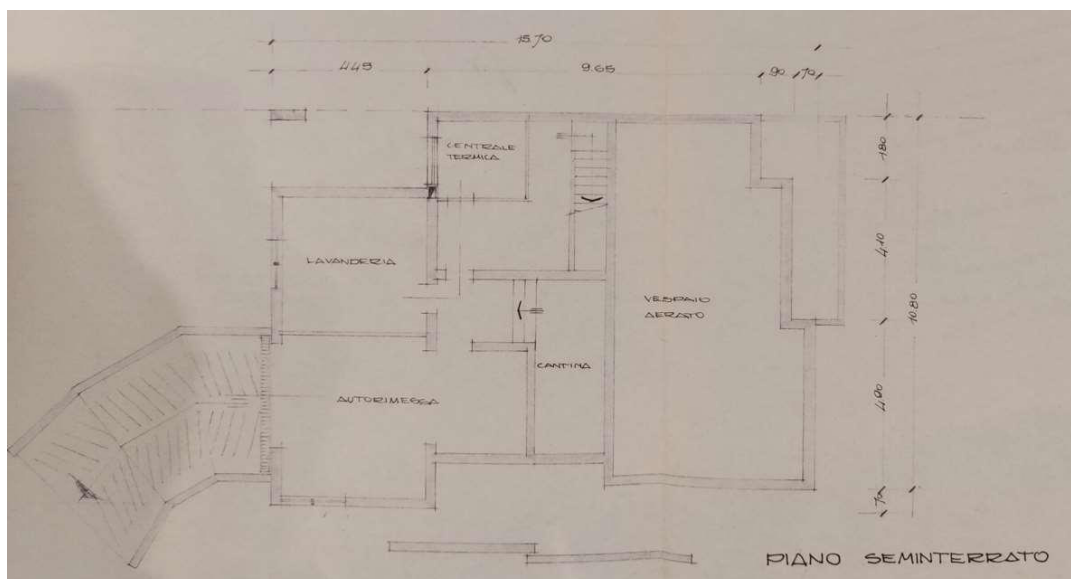 15.70
4.45
9.65
90
70
1.80
CENTRALE
TERMICA
4.10
LAVANDERIA
VESPAIO
AERATO
10.80
CANTINA
AUTORIMESSA
4.90
70
PIANO SEMINTERRATO